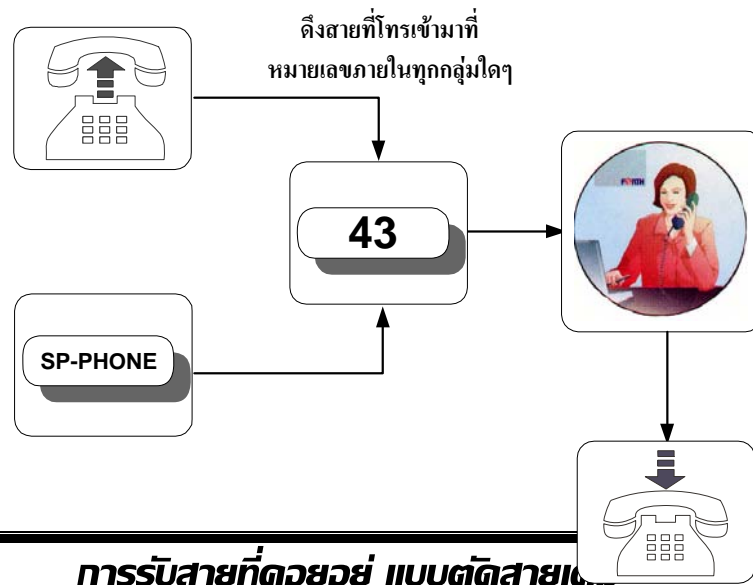 ดึงสายที่โทรเข้ามาที่
หมายเลขภายในทุกกลุ่มใดๆ
FORTH
43
SP-PHONE
การรับสายที่คอยอยู่ แบบตัดสาย